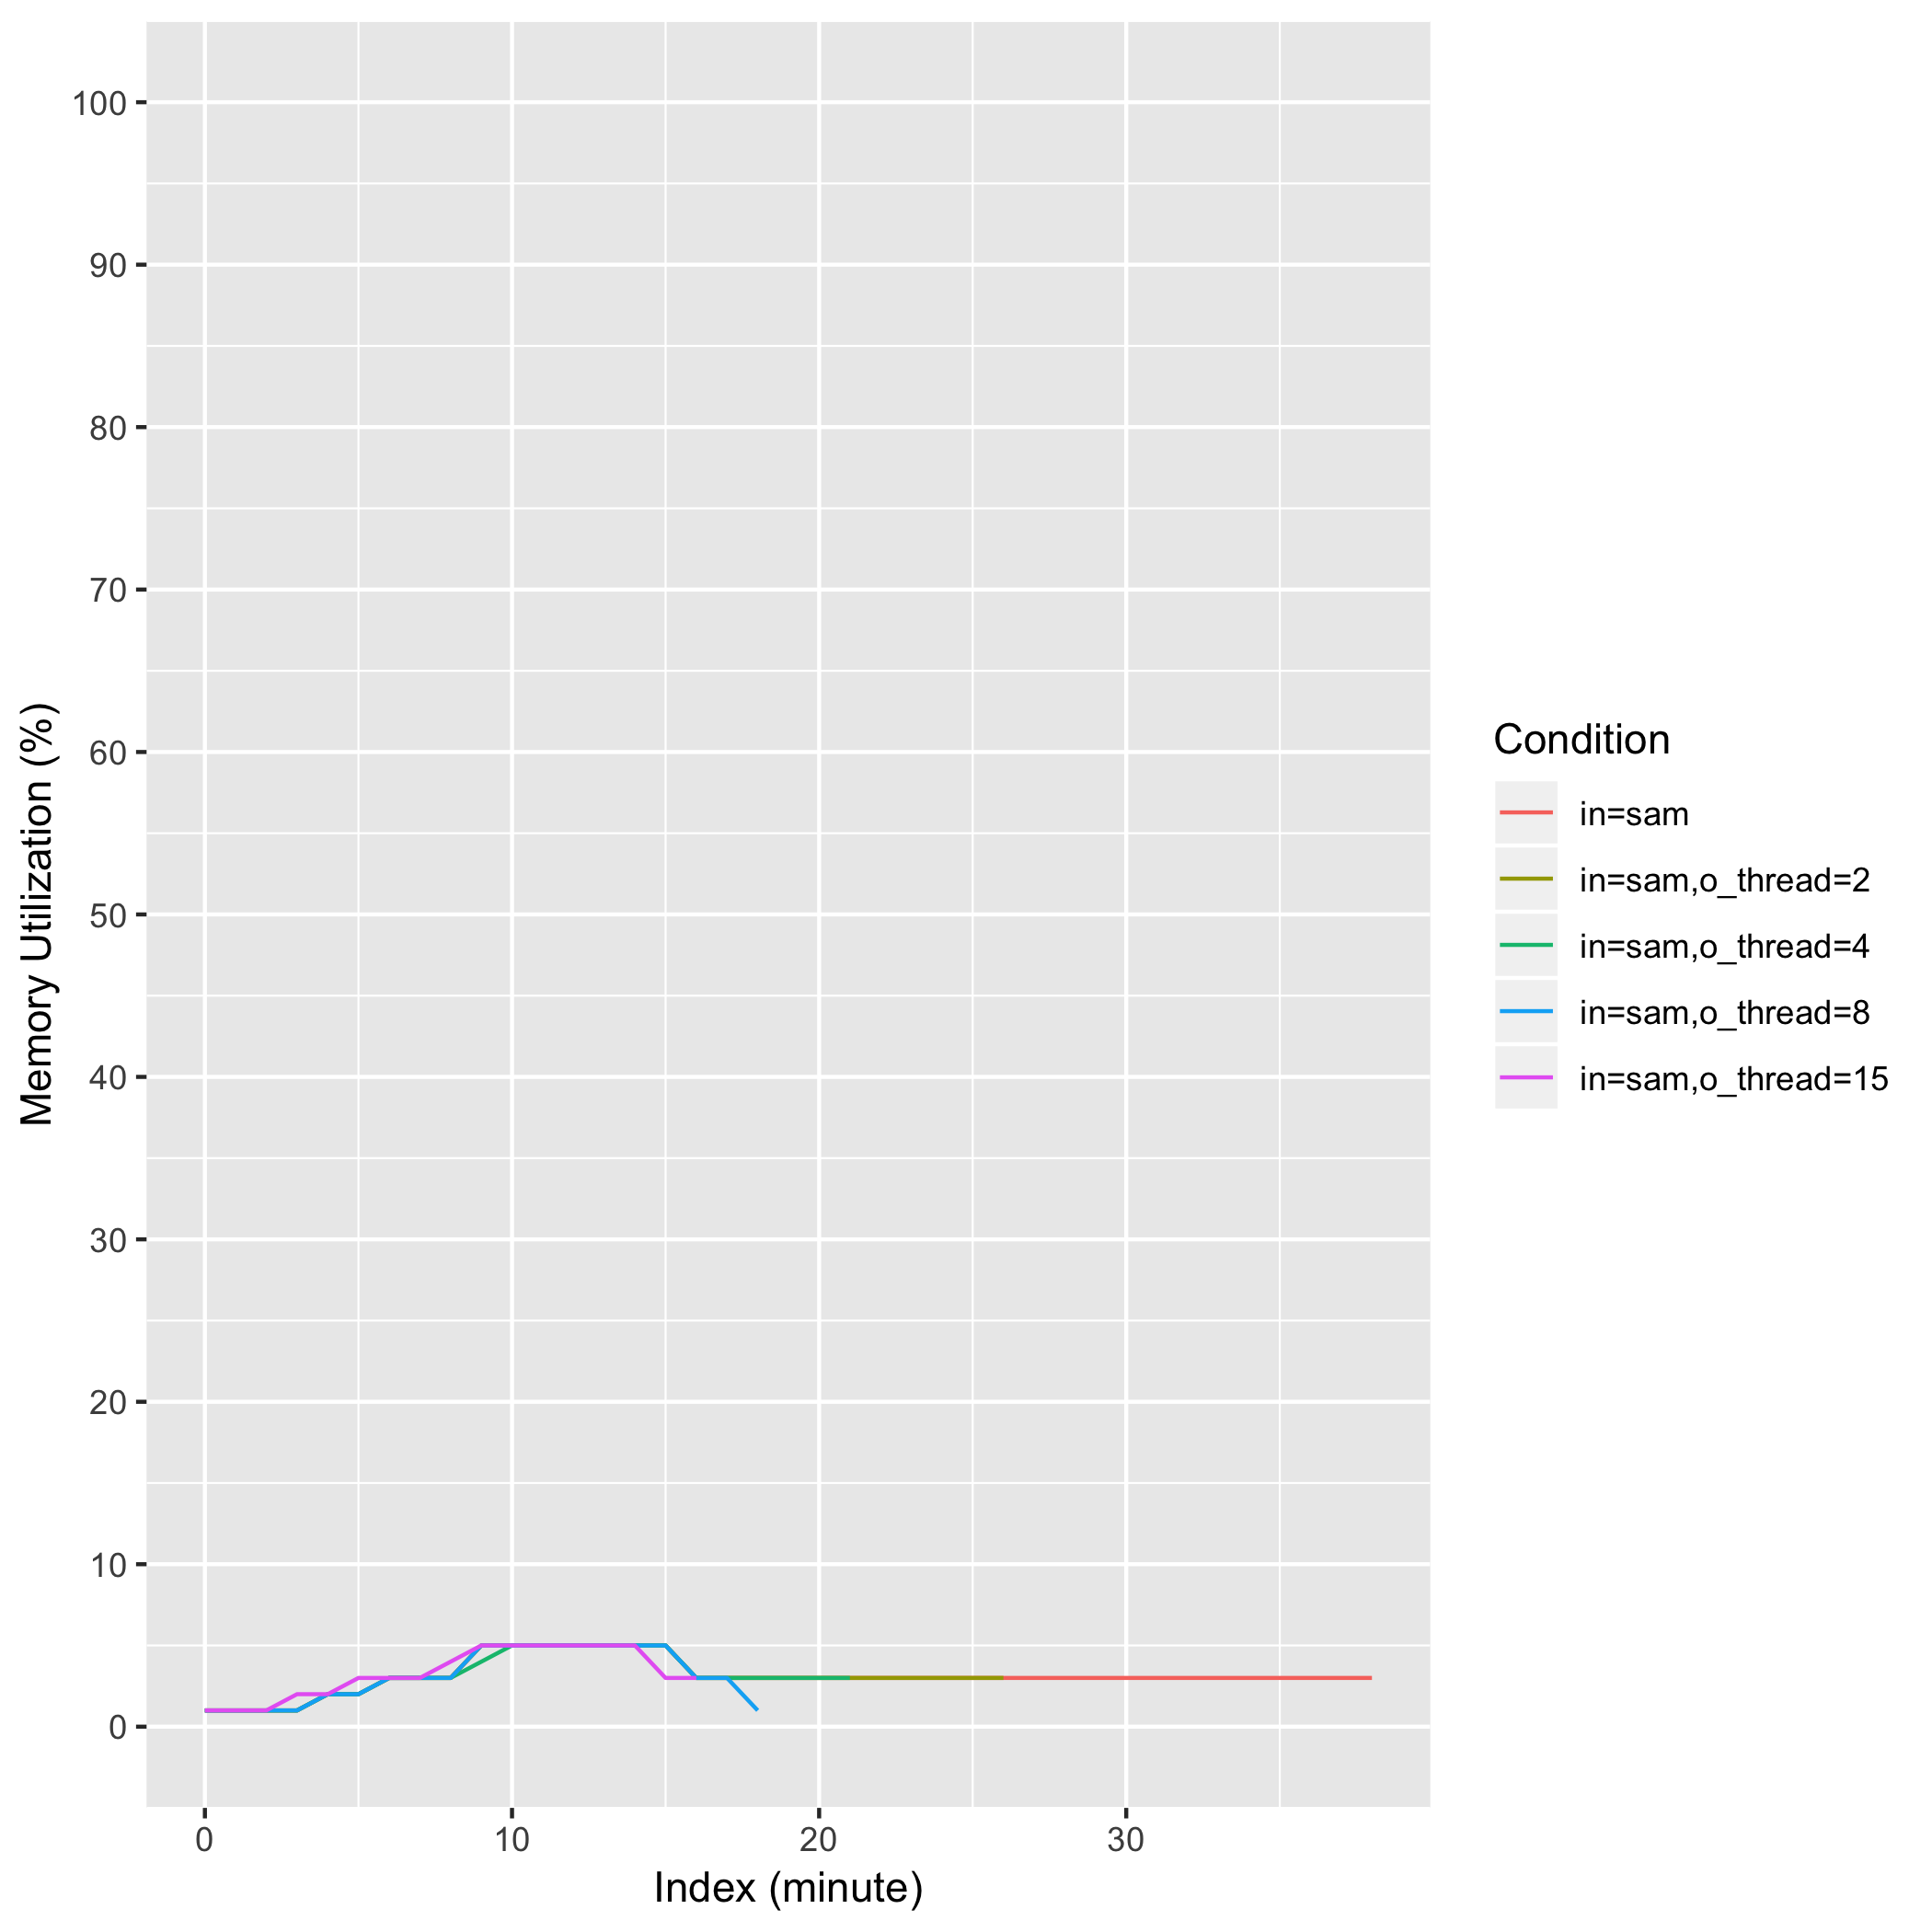 100
90
80
70
60
50
40
30
20
10
0
Memory Utilization (%)
0 10 20 30
Index (minute)
Condition
in=sam
in=sam,o_thread=2
in=sam,o_thread=4
in=sam,o_thread=8
in=sam,o_thread=15